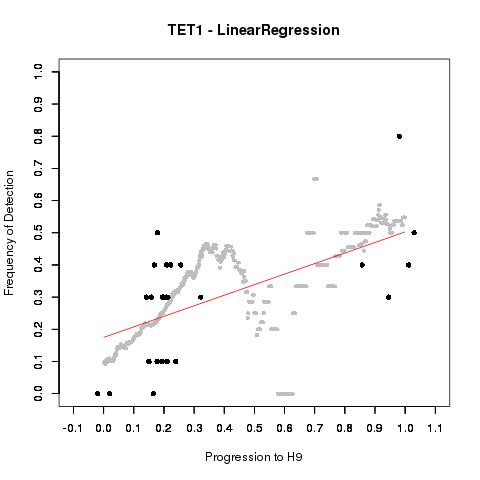 TET1 - LinearRegression
Frequency of Detection
1.0
0.9
0.8
0.7
0.6
0.5
0.4
0.3
0.2
0.1
0.0
-0.1 0.0 0.1 0.2 0.3 0.4 0.5 0.6 0.7 0.8 0.9 1.0 1.1
Progression to H9